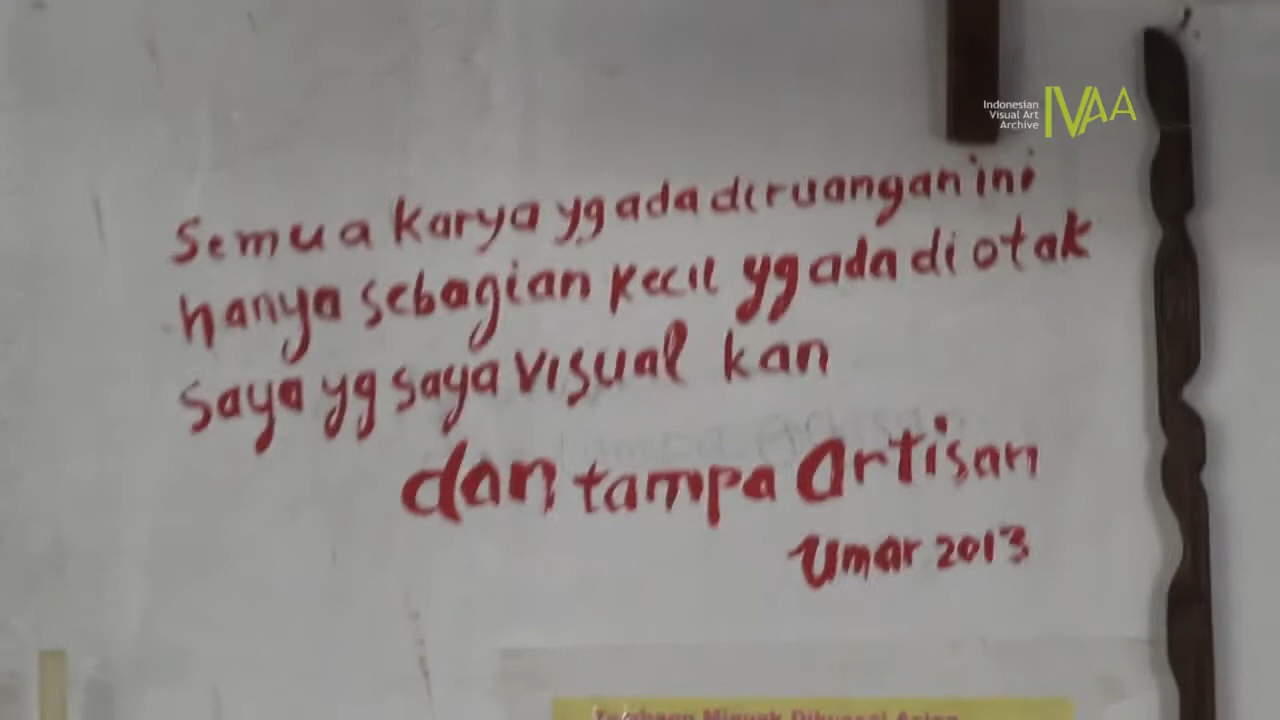 Indonesian
Visual Art
Archive
IVAA
Semua karya yg ada diruangan ini
hanya sebagian kecil yg ada di otak
saya yg saya visual kan
dan tampa artisan
Umar 2013